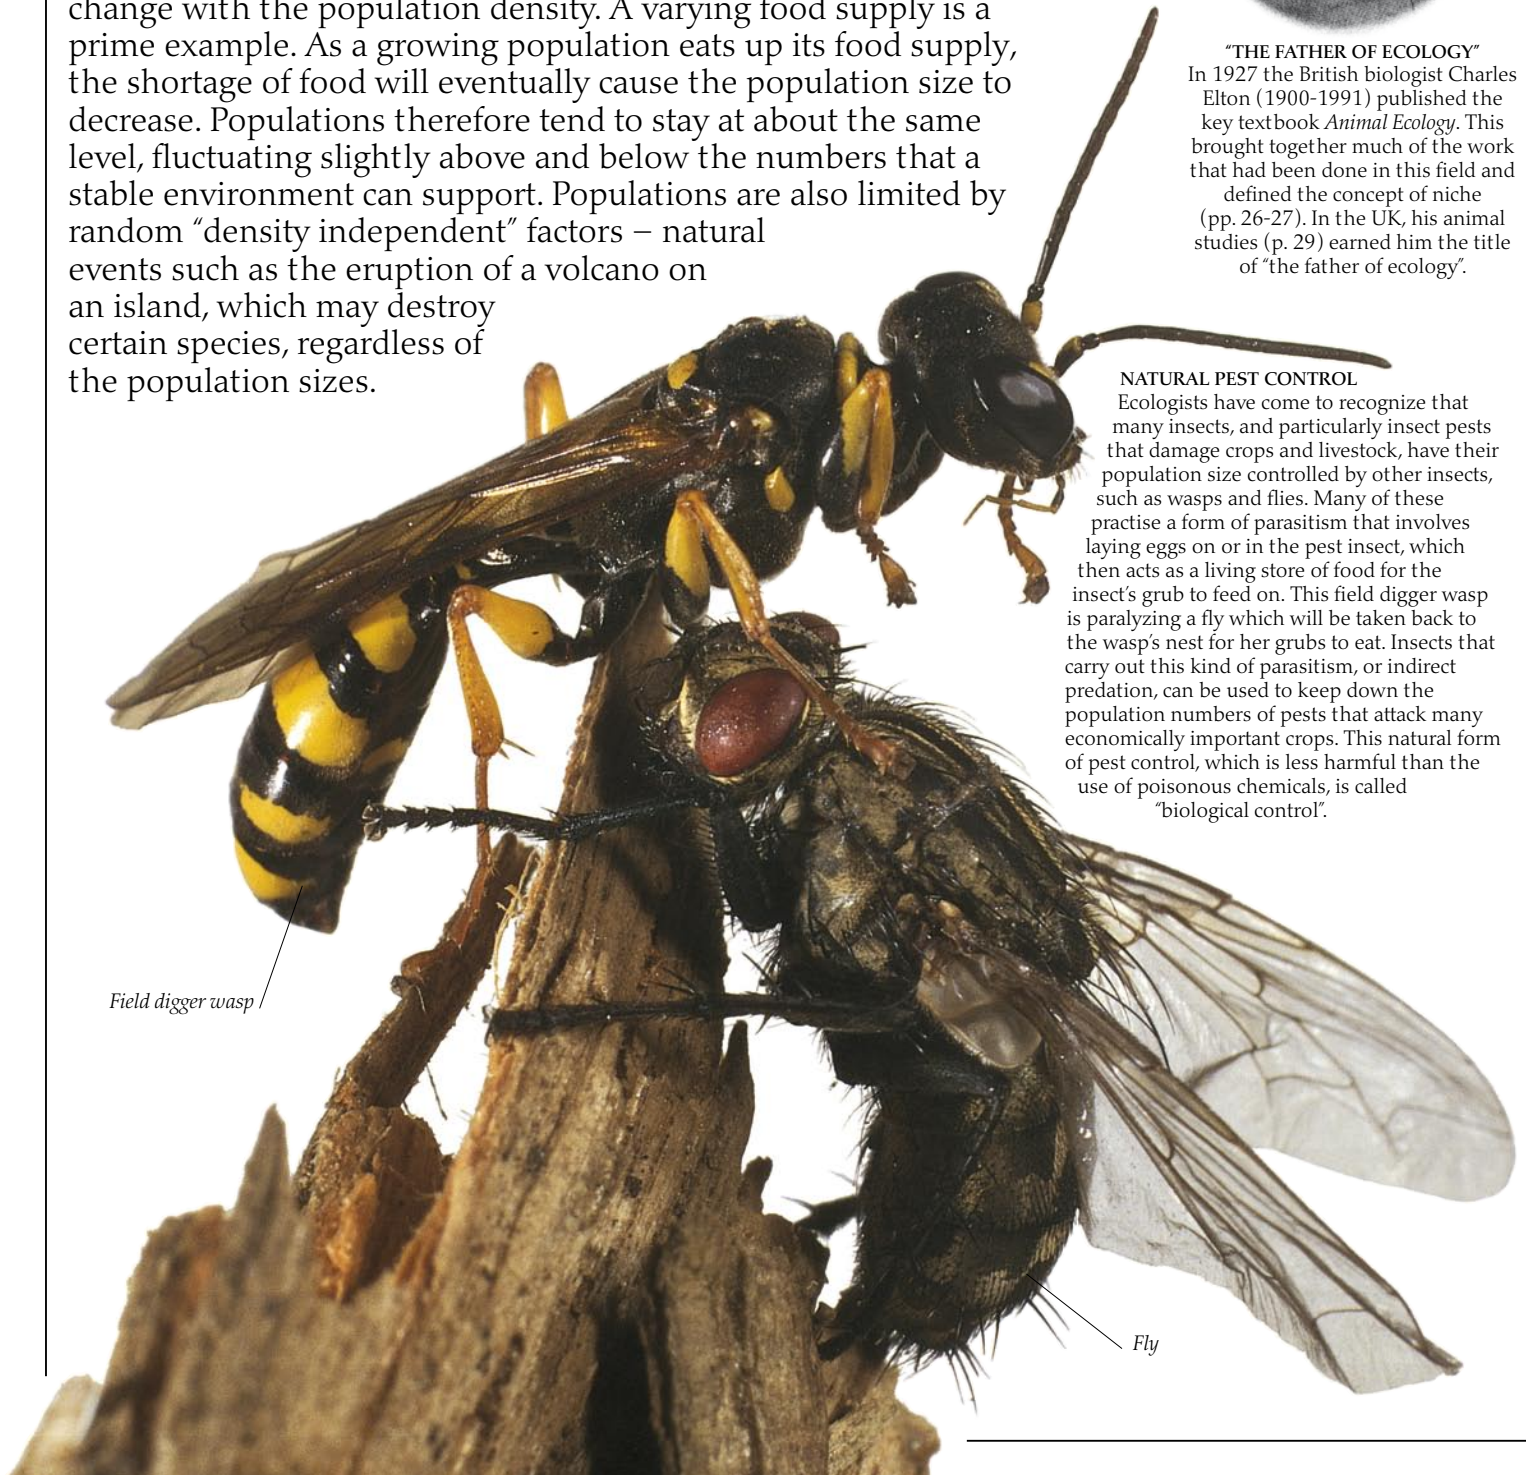 change with the population density. A varying food supply is a
prime example. As a growing population eats up its food supply,
the shortage of food will eventually cause the population size to
decrease. Populations therefore tend to stay at about the same
level, fluctuating slightly above and below the numbers that a
stable environment can support. Populations are also limited by
random “density independent” factors – natural
events such as the eruption of a volcano on
an island, which may destroy
certain species, regardless of
the population sizes.
“THE FATHER OF ECOLOGY”
In 1927 the British biologist Charles
Elton (1900-1991) published the
key textbook Animal Ecology. This
brought together much of the work
that had been done in this field and
defined the concept of niche
(pp. 26-27). In the UK, his animal
studies (p. 29) earned him the title
of “the father of ecology”.
NATURAL PEST CONTROL
Ecologists have come to recognize that
many insects, and particularly insect pests
that damage crops and livestock, have their
population size controlled by other insects,
such as wasps and flies. Many of these
practise a form of parasitism that involves
laying eggs on or in the pest insect, which
then acts as a living store of food for the
insect’s grub to feed on. This field digger wasp
is paralyzing a fly which will be taken back to
the wasp’s nest for her grubs to eat. Insects that
carry out this kind of parasitism, or indirect
predation, can be used to keep down the
population numbers of pests that attack many
economically important crops. This natural form
of pest control, which is less harmful than the
use of poisonous chemicals, is called
“biological control”.
Field digger wasp
Fly